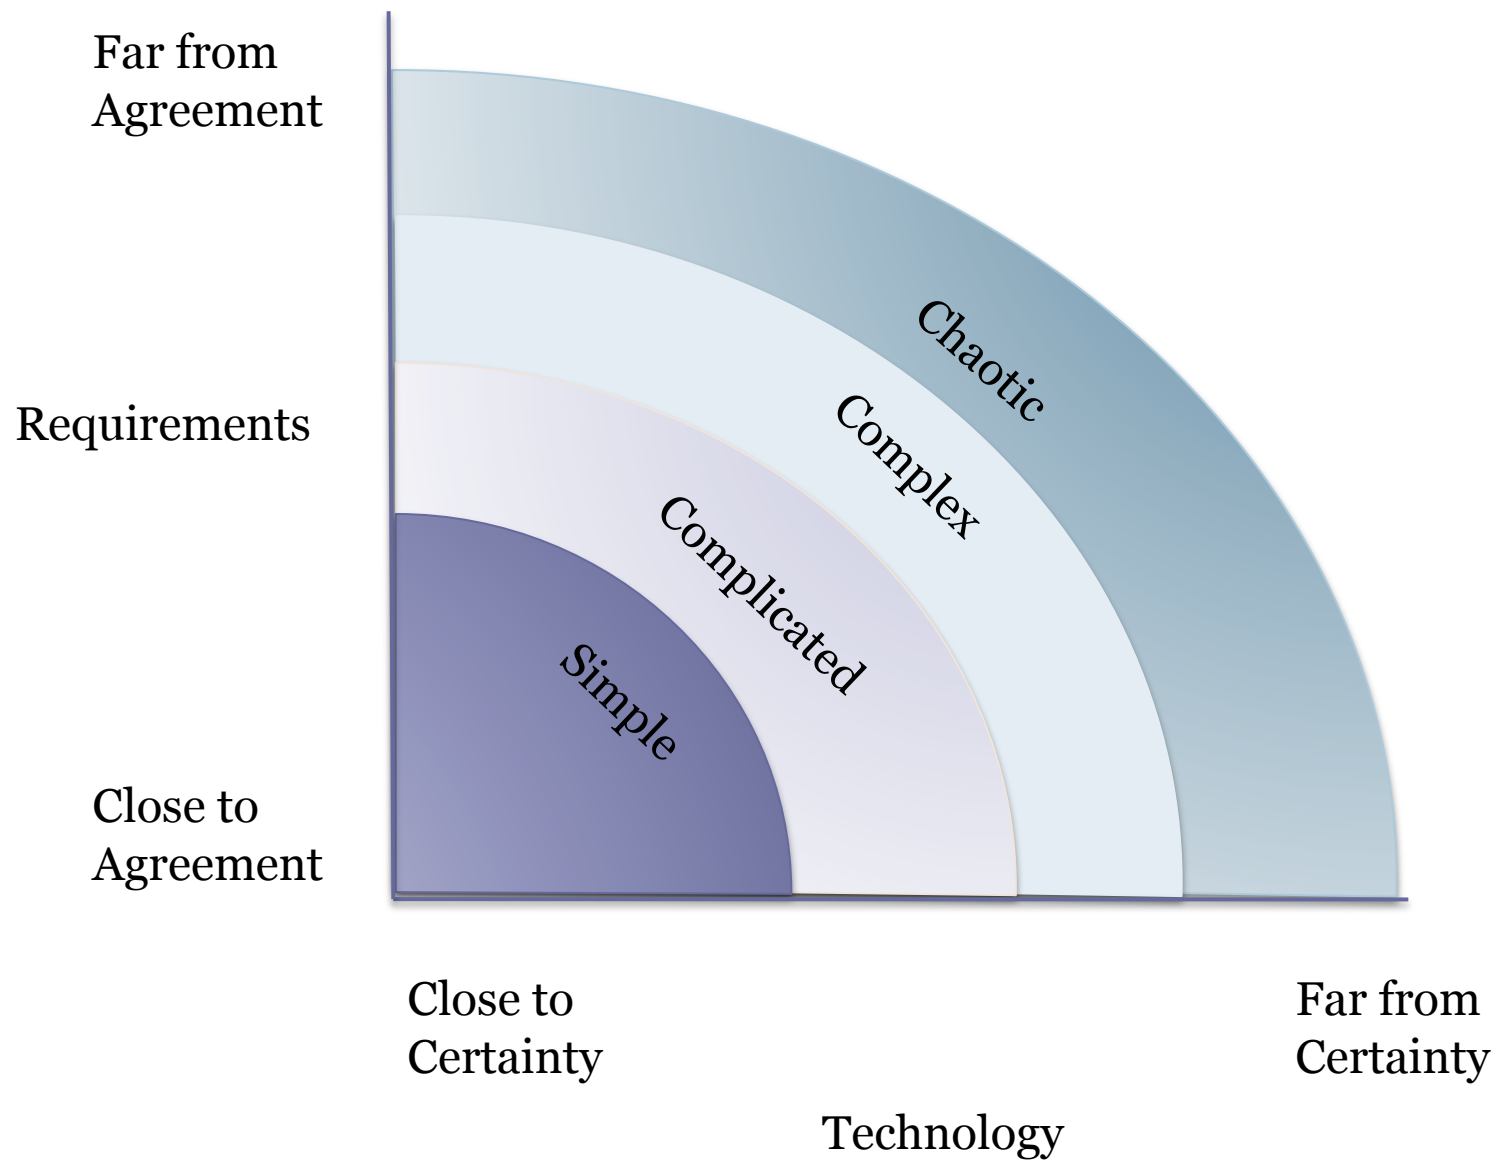 Far from
Agreement
Chaotic
Complex
Requirements
Complicated
Simple
Close to
Agreement
Close to
Certainty
Far from
Certainty
Technology